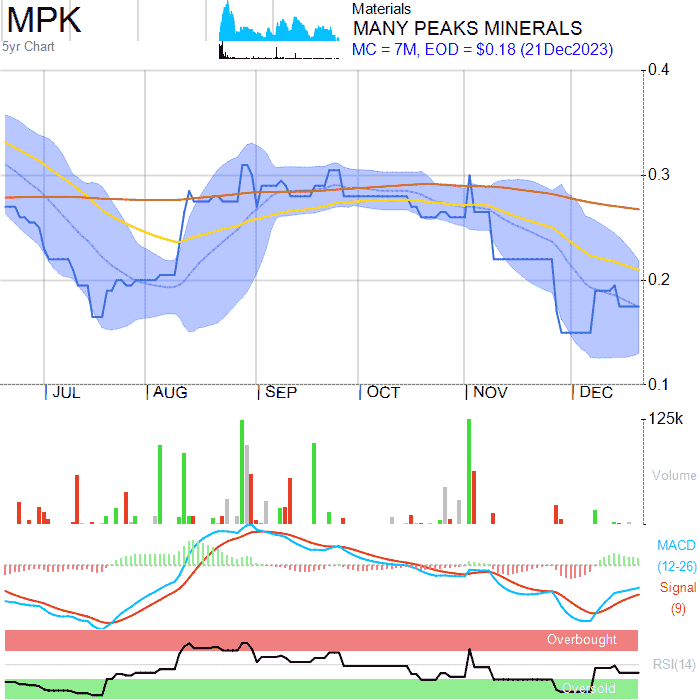 MPK
5yr Chart
Materials
MANY PEAKS MINERALS
MC = 7M, EOD = $0.18 (21Dec2023)
0.4
0.3
0.2
0.1
JUL AUG SEP OCT NOV DEC
125k
Volume
MACD
(12-26)
Signal
(9)
Overbought
RSI(14)
Oversold